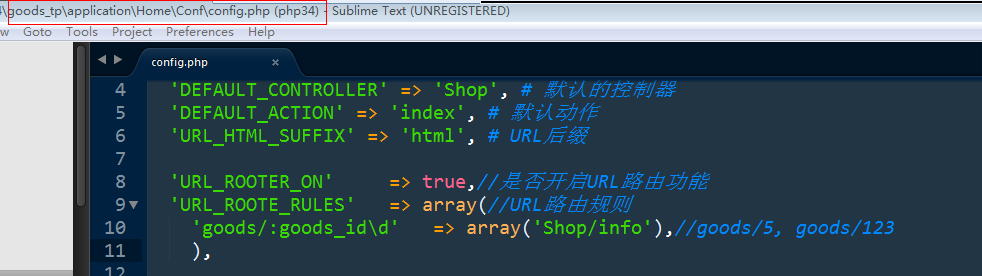 \goods_tp\application\Home\Conf\config.php (php34) - Sublime Text (UNREGISTERED)
w Goto Tools Project Preferences Help
config.php ×
4 'DEFAULT_CONTROLLER' => 'Shop', # 默认的控制器
5 'DEFAULT_ACTION' => 'index', # 默认动作
6 'URL_HTML_SUFFIX' => 'html', # URL后缀
7
8 'URL_ROOTER_ON' => true,//是否开启URL路由功能
9 'URL_ROOTE_RULES' => array(//URL路由规则
10 'goods/:goods_id\d' => array('Shop/info'),//goods/5, goods/123
11 ),
12